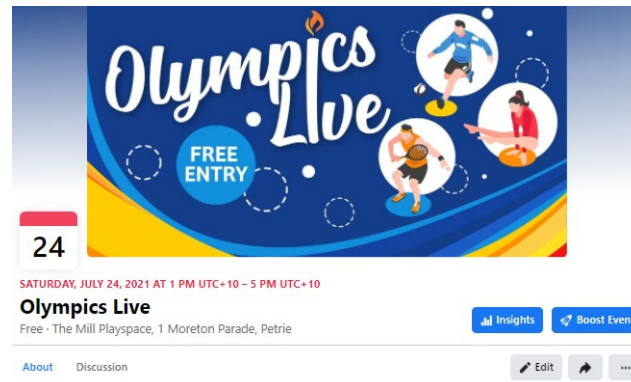 Olympics
Live
FREE
ENTRY
24
SATURDAY, JULY 24, 2021 AT 1 PM UTC+10 – 5 PM UTC+10
Olympics Live
Free · The Mill Playspace, 1 Moreton Parade, Petrie
Insights
Boost Even
About Discussion
Edit